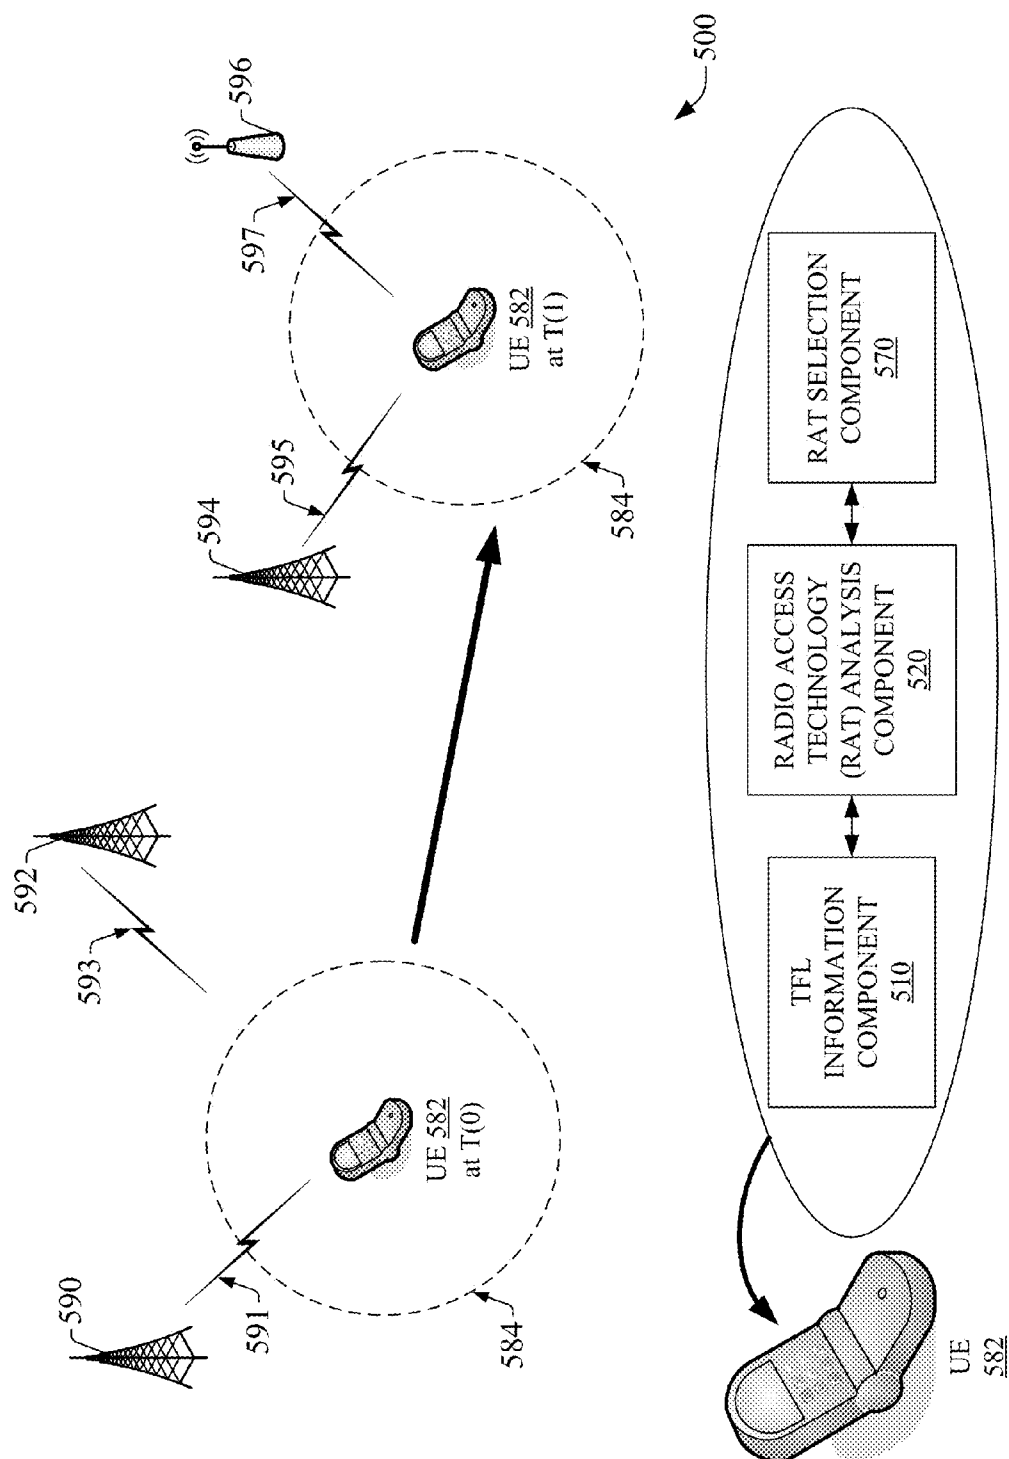 500
590
591
592
593
594
595
596
597
UE 582
at T(0)
584
UE 582
at T(1)
584
TFL
INFORMATION
COMPONENT
510
RADIO ACCESS
TECHNOLOGY
(RAT) ANALYSIS
COMPONENT
520
RAT SELECTION
COMPONENT
570
UE
582